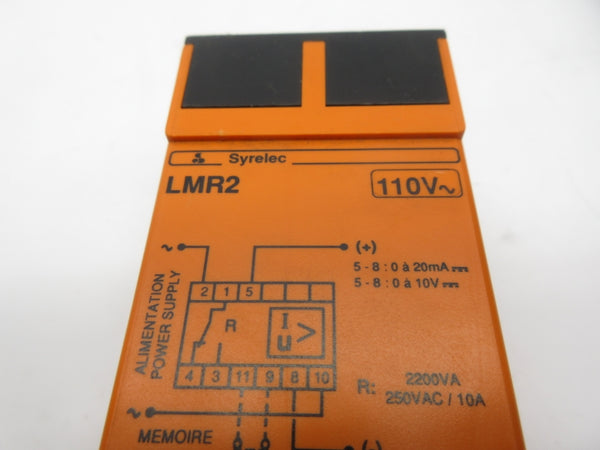 Syrelec
LMR2
110V~
~
(+)
5 - 8 : 0 à 20mA ⎓
5 - 8 : 0 à 10V ⎓
ALIMENTATION
POWER SUPPLY
2 1 5
R
I
U >
4 3 11 9 8 10
R: 2200VA
250VAC / 10A
~
MEMOIRE
(-)